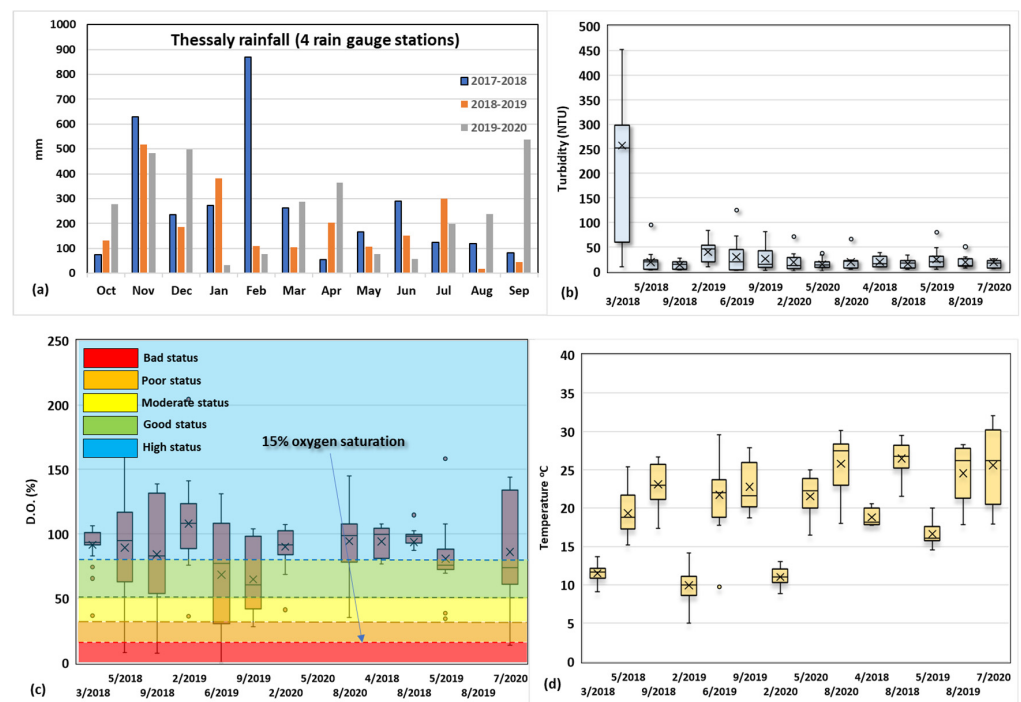 Thessaly rainfall (4 rain gauge stations)
1000
900
800
700
600
500
400
300
200
100
0
mm
2017-2018
2018-2019
2019-2020
Oct Nov Dec Jan Feb Mar Apr May Jun Jul Aug Sep
(a)
500
450
400
350
300
250
200
150
100
50
0
Turbidity (NTU)
5/2018 2/2019 9/2019 5/2020 4/2018 5/2019 7/2020
3/2018 9/2018 6/2019 2/2020 8/2020 8/2018 8/2019
(b)
250
200
150
100
50
0
D.O. (%)
Bad status
Poor status
Moderate status
Good status
High status
15% oxygen saturation
5/2018 2/2019 9/2019 5/2020 4/2018 5/2019 7/2020
3/2018 9/2018 6/2019 2/2020 8/2020 8/2018 8/2019
(c)
40
35
30
25
20
15
10
5
0
Temperature ºC
5/2018 2/2019 9/2019 5/2020 4/2018 5/2019 7/2020
3/2018 9/2018 6/2019 2/2020 8/2020 8/2018 8/2019
(d)